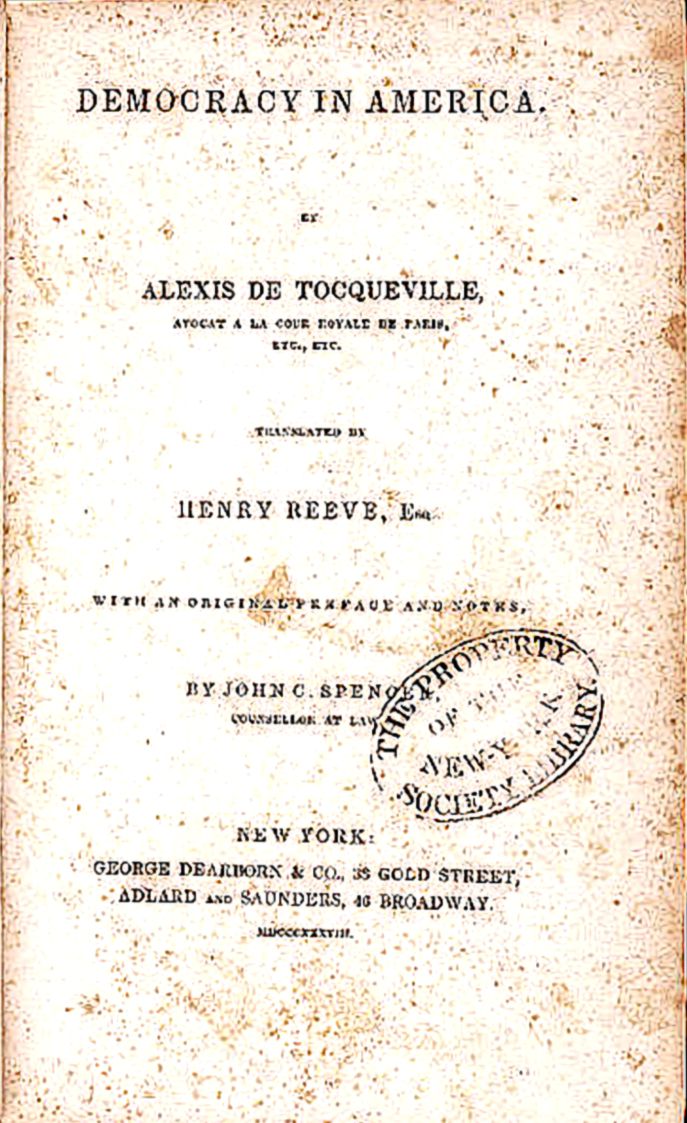 DEMOCRACY IN AMERICA.
BY
ALEXIS DE TOCQUEVILLE,
AVOCAT A LA COUR ROYALE DE PARIS,
ETC., ETC.
TRANSLATED BY
HENRY REEVE, Esq.
WITH AN ORIGINAL PREFACE AND NOTES,
BY JOHN C. SPENCER,
COUNSELLOR AT LAW
THE PROPERTY
OF THE
NEW-YORK
SOCIETY LIBRARY.
NEW YORK:
GEORGE DEARBORN & CO., 38 GOLD STREET,
ADLARD AND SAUNDERS, 46 BROADWAY.
MDCCCXXXVIII.